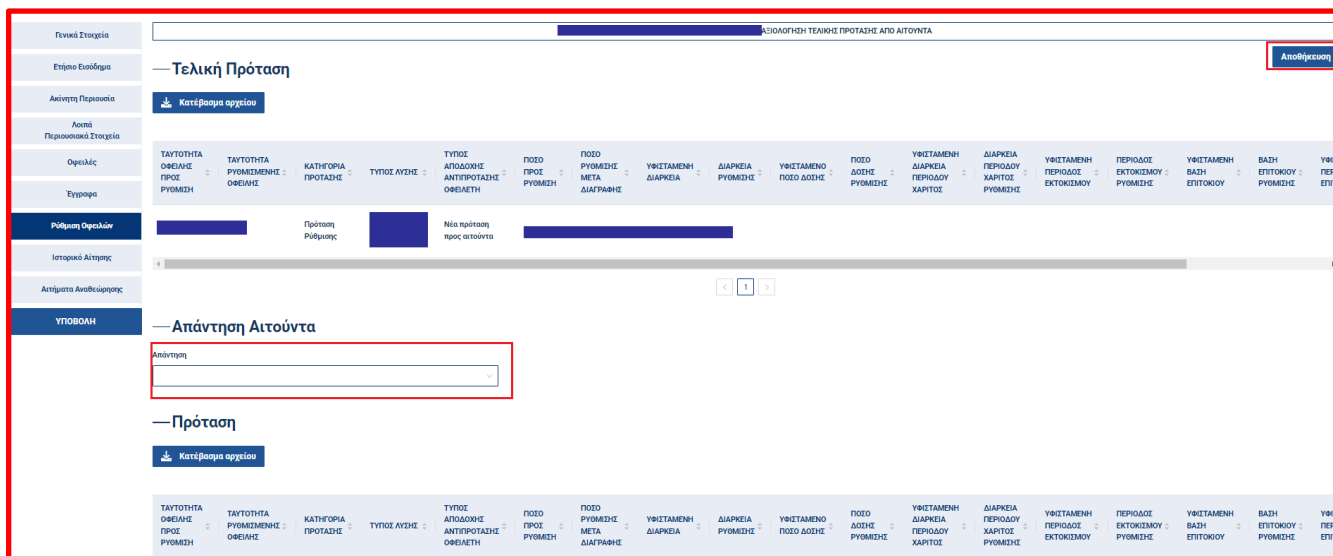 Γενικά Στοιχεία
Ετήσιο Εισόδημα
Ακίνητη Περιουσία
Λοιπά
Περιουσιακά Στοιχεία
Οφειλές
Έγγραφα
Ρύθμιση Οφειλών
Ιστορικό Αίτησης
Αιτήματα Αναθεώρησης
ΥΠΟΒΟΛΗ
ΑΞΙΟΛΟΓΗΣΗ ΤΕΛΙΚΗΣ ΠΡΟΤΑΣΗΣ ΑΠΟ ΑΙΤΟΥΝΤΑ
Αποθήκευση
Τελική Πρόταση
Κατέβασμα αρχείου
ΤΑΥΤΟΤΗΤΑ
ΟΦΕΙΛΗΣ
ΠΡΟΣ
ΡΥΘΜΙΣΗ
ΤΑΥΤΟΤΗΤΑ
ΡΥΘΜΙΣΜΕΝΗΣ
ΟΦΕΙΛΗΣ
ΚΑΤΗΓΟΡΙΑ
ΠΡΟΤΑΣΗΣ
ΤΥΠΟΣ ΛΥΣΗΣ
ΤΥΠΟΣ
ΑΠΟΔΟΧΗΣ
ΑΝΤΙΠΡΟΤΑΣΗΣ
ΟΦΕΙΛΕΤΗ
ΠΟΣΟ
ΠΡΟΣ
ΡΥΘΜΙΣΗ
ΠΟΣΟ
ΡΥΘΜΙΣΗΣ
ΜΕΤΑ
ΔΙΑΓΡΑΦΗΣ
ΥΦΙΣΤΑΜΕΝΗ
ΔΙΑΡΚΕΙΑ
ΔΙΑΡΚΕΙΑ
ΡΥΘΜΙΣΗΣ
ΥΦΙΣΤΑΜΕΝΟ
ΠΟΣΟ ΔΟΣΗΣ
ΠΟΣΟ
ΔΟΣΗΣ
ΡΥΘΜΙΣΗΣ
ΥΦΙΣΤΑΜΕΝΗ
ΔΙΑΡΚΕΙΑ
ΠΕΡΙΟΔΟΥ
ΧΑΡΙΤΟΣ
ΔΙΑΡΚΕΙΑ
ΠΕΡΙΟΔΟΥ
ΧΑΡΙΤΟΣ
ΡΥΘΜΙΣΗΣ
ΥΦΙΣΤΑΜΕΝΗ
ΠΕΡΙΟΔΟΣ
ΕΚΤΟΚΙΣΜΟΥ
ΠΕΡΙΟΔΟΣ
ΕΚΤΟΚΙΣΜΟΥ
ΡΥΘΜΙΣΗΣ
ΥΦΙΣΤΑΜΕΝΗ
ΒΑΣΗ
ΕΠΙΤΟΚΙΟΥ
ΒΑΣΗ
ΕΠΙΤΟΚΙΟΥ
ΡΥΘΜΙΣΗΣ
Πρόταση
Ρύθμισης
Νέα πρόταση
προς αιτούντα
1
Απάντηση Αιτούντα
Απάντηση
Πρόταση
Κατέβασμα αρχείου
ΤΑΥΤΟΤΗΤΑ
ΟΦΕΙΛΗΣ
ΠΡΟΣ
ΡΥΘΜΙΣΗ
ΤΑΥΤΟΤΗΤΑ
ΡΥΘΜΙΣΜΕΝΗΣ
ΟΦΕΙΛΗΣ
ΚΑΤΗΓΟΡΙΑ
ΠΡΟΤΑΣΗΣ
ΤΥΠΟΣ ΛΥΣΗΣ
ΤΥΠΟΣ
ΑΠΟΔΟΧΗΣ
ΑΝΤΙΠΡΟΤΑΣΗΣ
ΟΦΕΙΛΕΤΗ
ΠΟΣΟ
ΠΡΟΣ
ΡΥΘΜΙΣΗ
ΠΟΣΟ
ΡΥΘΜΙΣΗΣ
ΜΕΤΑ
ΔΙΑΓΡΑΦΗΣ
ΥΦΙΣΤΑΜΕΝΗ
ΔΙΑΡΚΕΙΑ
ΔΙΑΡΚΕΙΑ
ΡΥΘΜΙΣΗΣ
ΥΦΙΣΤΑΜΕΝΟ
ΠΟΣΟ ΔΟΣΗΣ
ΠΟΣΟ
ΔΟΣΗΣ
ΡΥΘΜΙΣΗΣ
ΥΦΙΣΤΑΜΕΝΗ
ΔΙΑΡΚΕΙΑ
ΠΕΡΙΟΔΟΥ
ΧΑΡΙΤΟΣ
ΔΙΑΡΚΕΙΑ
ΠΕΡΙΟΔΟΥ
ΧΑΡΙΤΟΣ
ΡΥΘΜΙΣΗΣ
ΥΦΙΣΤΑΜΕΝΗ
ΠΕΡΙΟΔΟΣ
ΕΚΤΟΚΙΣΜΟΥ
ΠΕΡΙΟΔΟΣ
ΕΚΤΟΚΙΣΜΟΥ
ΡΥΘΜΙΣΗΣ
ΥΦΙΣΤΑΜΕΝΗ
ΒΑΣΗ
ΕΠΙΤΟΚΙΟΥ
ΒΑΣΗ
ΕΠΙΤΟΚΙΟΥ
ΡΥΘΜΙΣΗΣ